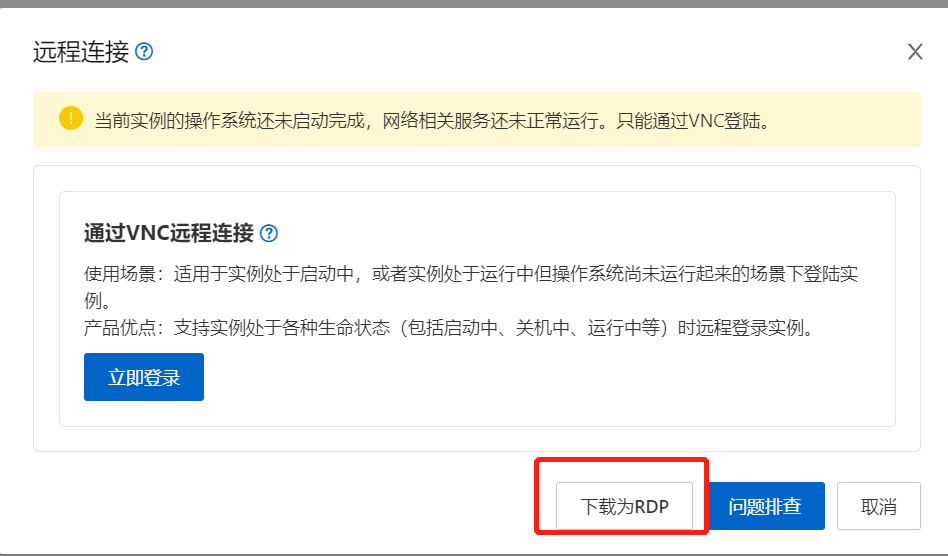 远程连接
当前实例的操作系统还未启动完成，网络相关服务还未正常运行。只能通过VNC登陆。
通过VNC远程连接
使用场景：适用于实例处于启动中，或者实例处于运行中但操作系统尚未运行起来的场景下登陆实
例。
产品优点：支持实例处于各种生命状态（包括启动中、关机中、运行中等）时远程登录实例。
立即登录
下载为RDP 问题排查 取消